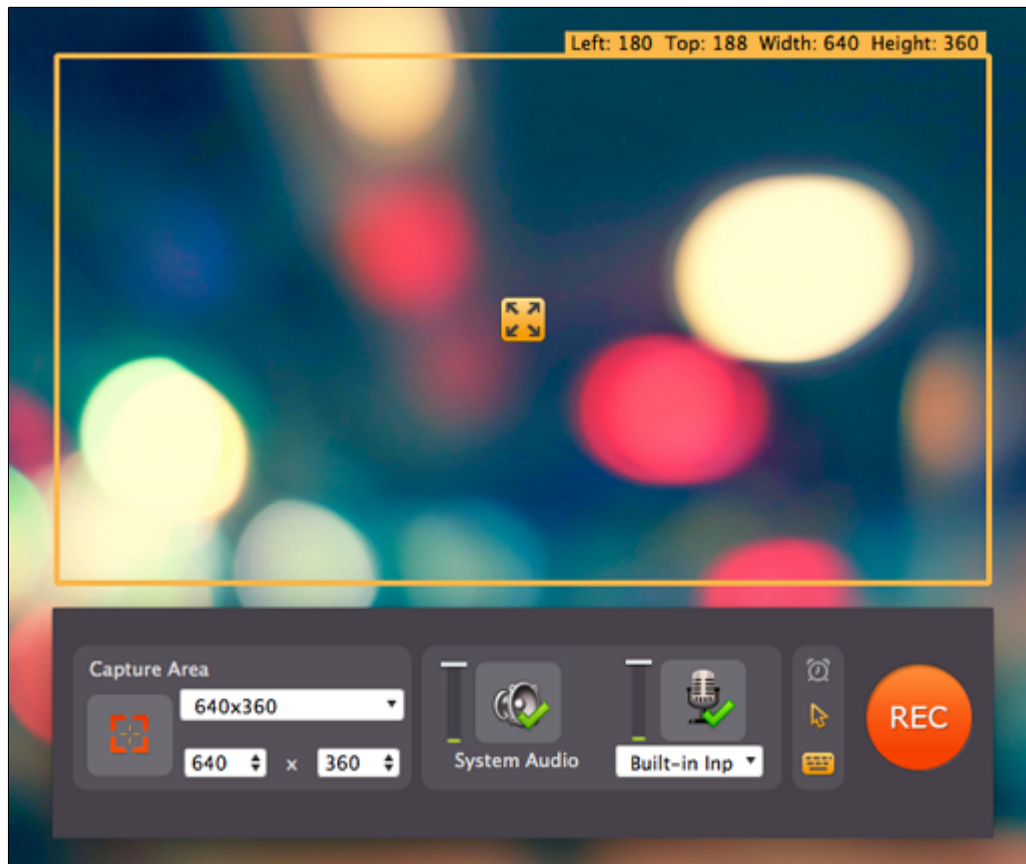 Left: 180 Top: 188 Width: 640 Height: 360
Capture Area
640x360
640 x 360
System Audio
Built-in Inp
REC